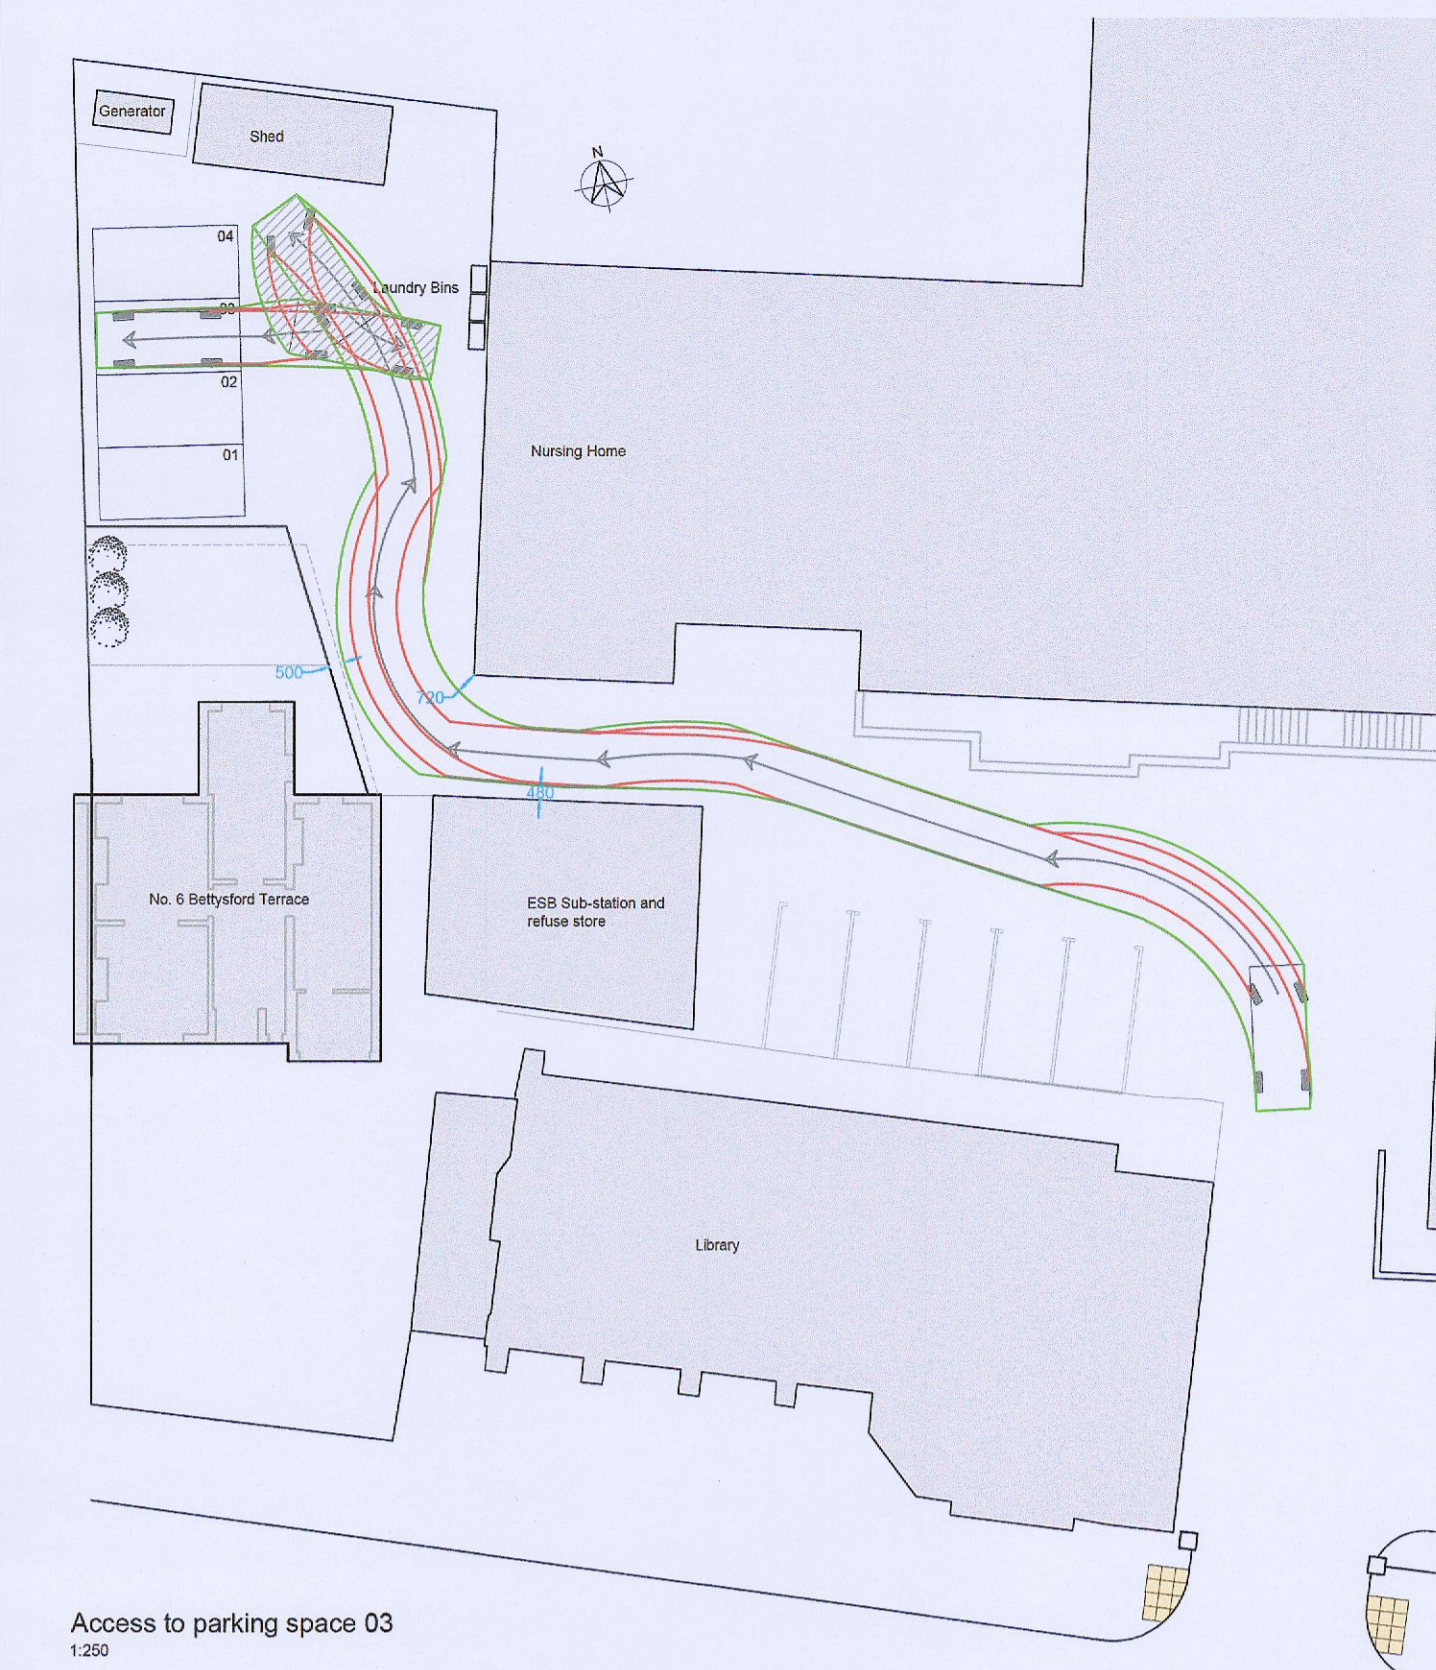 Generator
Shed
N
04
Laundry Bins
03
02
01
Nursing Home
500
720
480
No. 6 Bettysford Terrace
ESB Sub-station and
refuse store
Library
Access to parking space 03
1:250